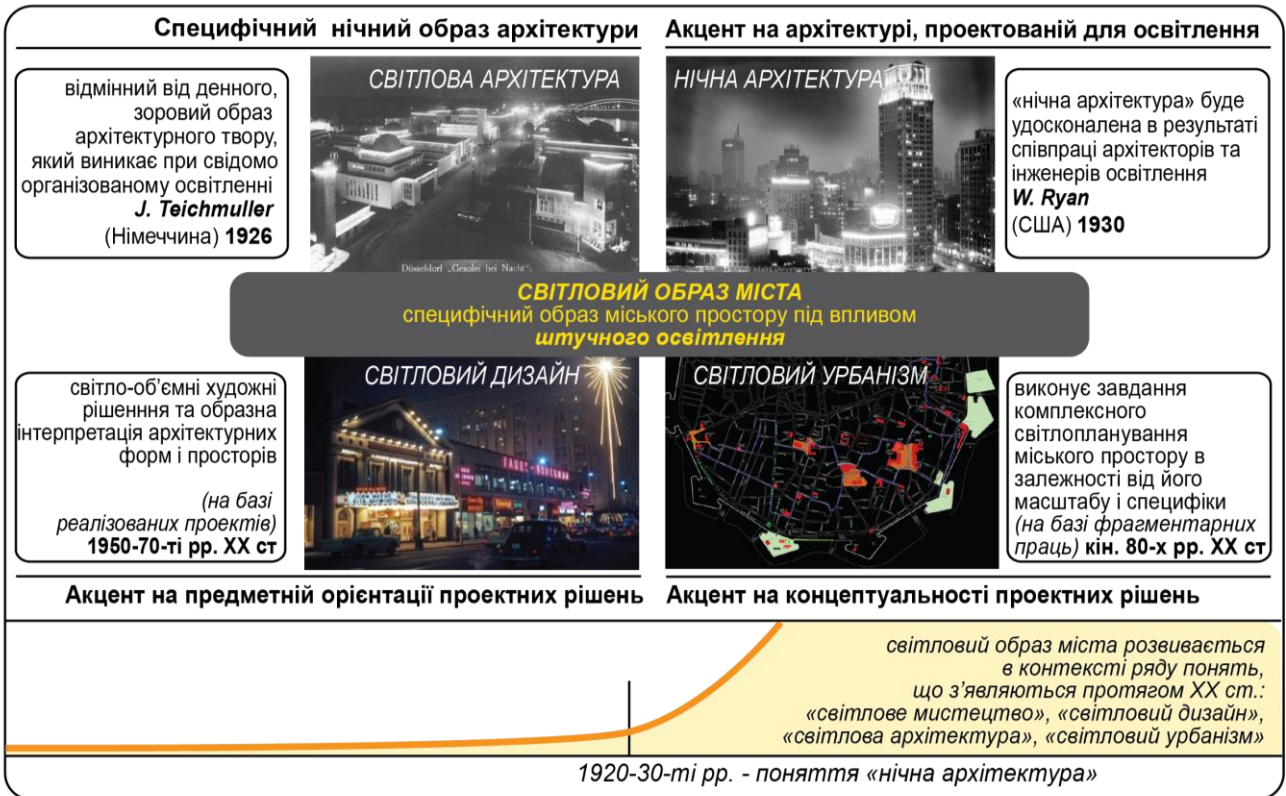 Специфічний нічний образ архітектури
Акцент на архітектурі, проектованій для освітлення
відмінний від денного,
зоровий образ
архітектурного твору,
який виникає при свідомо
організованому освітленні
J. Teichmuller
(Німеччина) 1926
СВІТЛОВА АРХІТЕКТУРА
Düsseldorf „Gesolei bei Nacht".
НІЧНА АРХІТЕКТУРА
«нічна архітектура» буде
удосконалена в результаті
співпраці архітекторів та
інженерів освітлення
W. Ryan
(США) 1930
СВІТЛОВИЙ ОБРАЗ МІСТА
специфічний образ міського простору під впливом
штучного освітлення
світло-об’ємні художні
рішенння та образна
інтерпретація архітектурних
форм і просторів
(на базі
реалізованих проектів)
1950-70-ті рр. XX ст
СВІТЛОВИЙ ДИЗАЙН
СВІТЛОВИЙ УРБАНІЗМ
виконує завдання
комплексного
світлопланування
міського простору в
залежності від його
масштабу і специфіки
(на базі фрагментарних
праць) кін. 80-х рр. XX ст
Акцент на предметній орієнтації проектних рішень
Акцент на концептуальності проектних рішень
світловий образ міста розвивається
в контексті ряду понять,
що з’являються протягом XX ст.:
«світлове мистецтво», «світловий дизайн»,
«світлова архітектура», «світловий урбанізм»
1920-30-ті рр. - поняття «нічна архітектура»